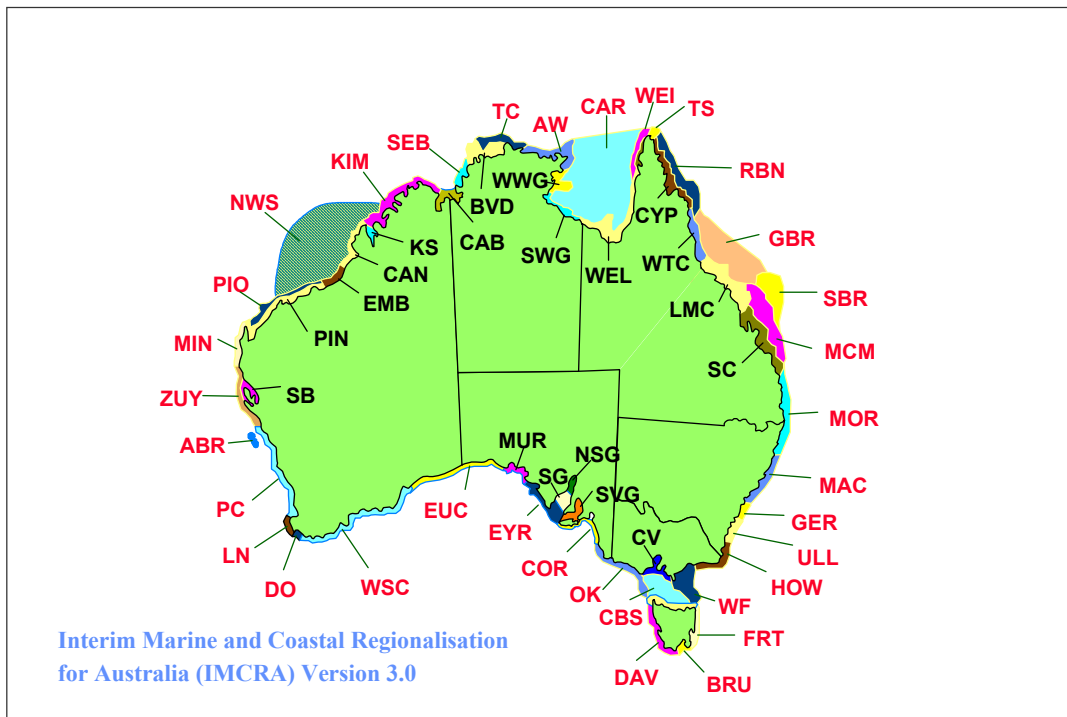 WEI
TS
CAR
TC
AW
SEB
KIM
RBN
WWG
NWS
BVD
CYP
GBR
KS
CAB
SWG
WEL
WTC
CAN
PIO
EMB
LMC
SBR
PIN
MIN
MCM
SC
SB
ZUY
MOR
ABR
MUR
NSG
SG
MAC
SVG
PC
EUC
GER
EYR
CV
ULL
LN
COR
HOW
DO
WSC
OK
CBS
WF
FRT
Interim Marine and Coastal Regionalisation
for Australia (IMCRA) Version 3.0
DAV
BRU